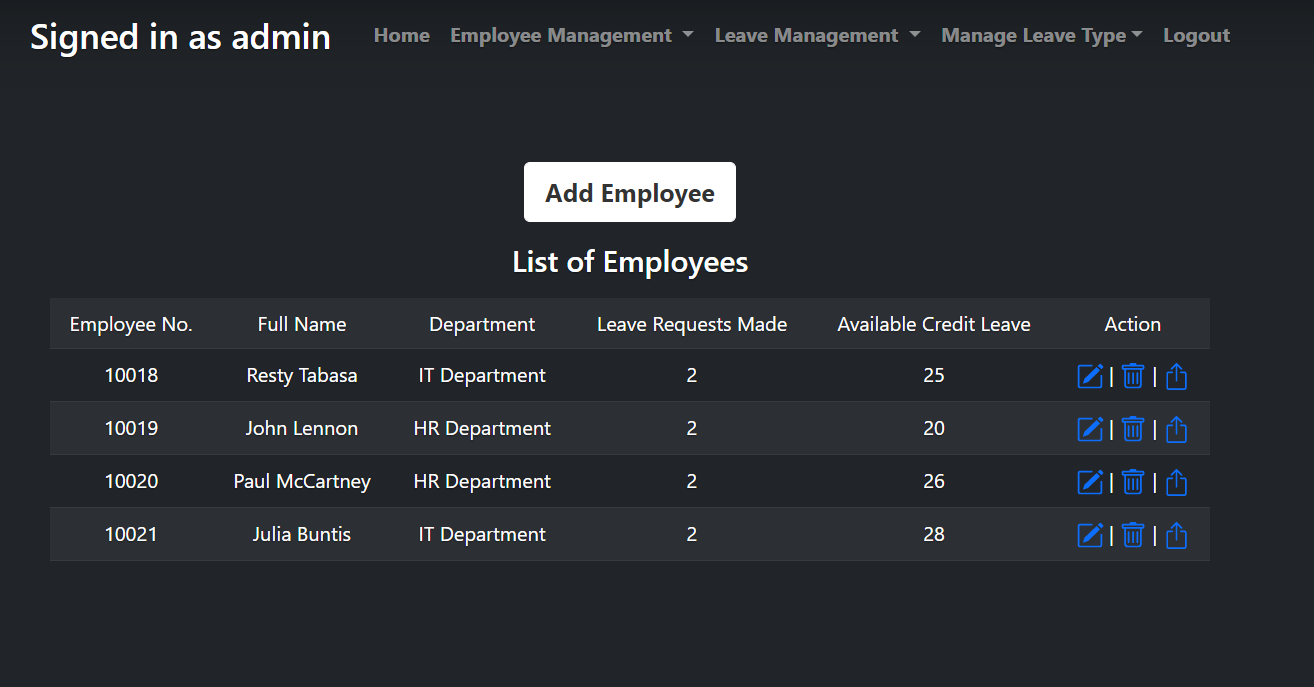 Signed in as admin Home Employee Management Leave Management Manage Leave Type Logout
Add Employee
List of Employees
Employee No. Full Name Department Leave Requests Made Available Credit Leave Action
10018 Resty Tabasa IT Department 2 25 | |
10019 John Lennon HR Department 2 20 | |
10020 Paul McCartney HR Department 2 26 | |
10021 Julia Buntis IT Department 2 28 | |